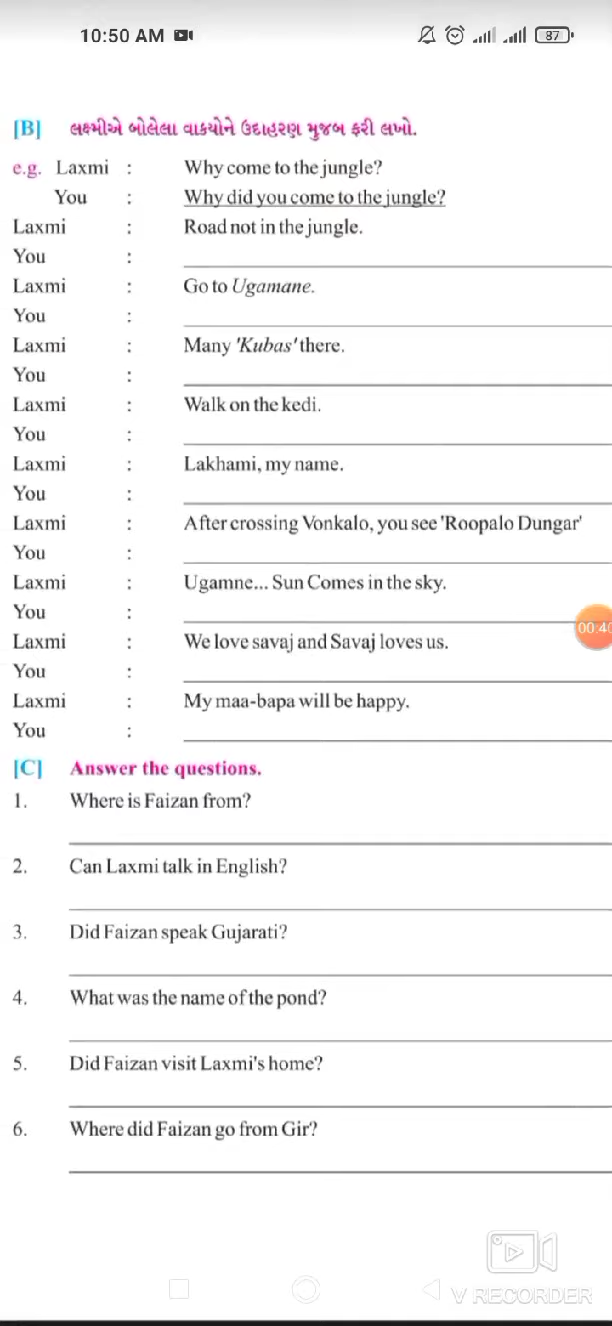 10:50 AM
87
[B] લક્ષ્મીએ બોલેલા વાક્યોને ઉદાહરણ મુજબ ફરી લખો.
e.g. Laxmi : Why come to the jungle?
You : Why did you come to the jungle?
Laxmi : Road not in the jungle.
You :
Laxmi : Go to Ugamane.
You :
Laxmi : Many 'Kubas' there.
You :
Laxmi : Walk on the kedi.
You :
Laxmi : Lakhami, my name.
You :
Laxmi : After crossing Vonkalo, you see 'Roopalo Dungar'
You :
Laxmi : Ugamne... Sun Comes in the sky.
You :
00:40
Laxmi : We love savaj and Savaj loves us.
You :
Laxmi : My maa-bapa will be happy.
You :
[C] Answer the questions.
1. Where is Faizan from?
2. Can Laxmi talk in English?
3. Did Faizan speak Gujarati?
4. What was the name of the pond?
5. Did Faizan visit Laxmi's home?
6. Where did Faizan go from Gir?
V RECORDER